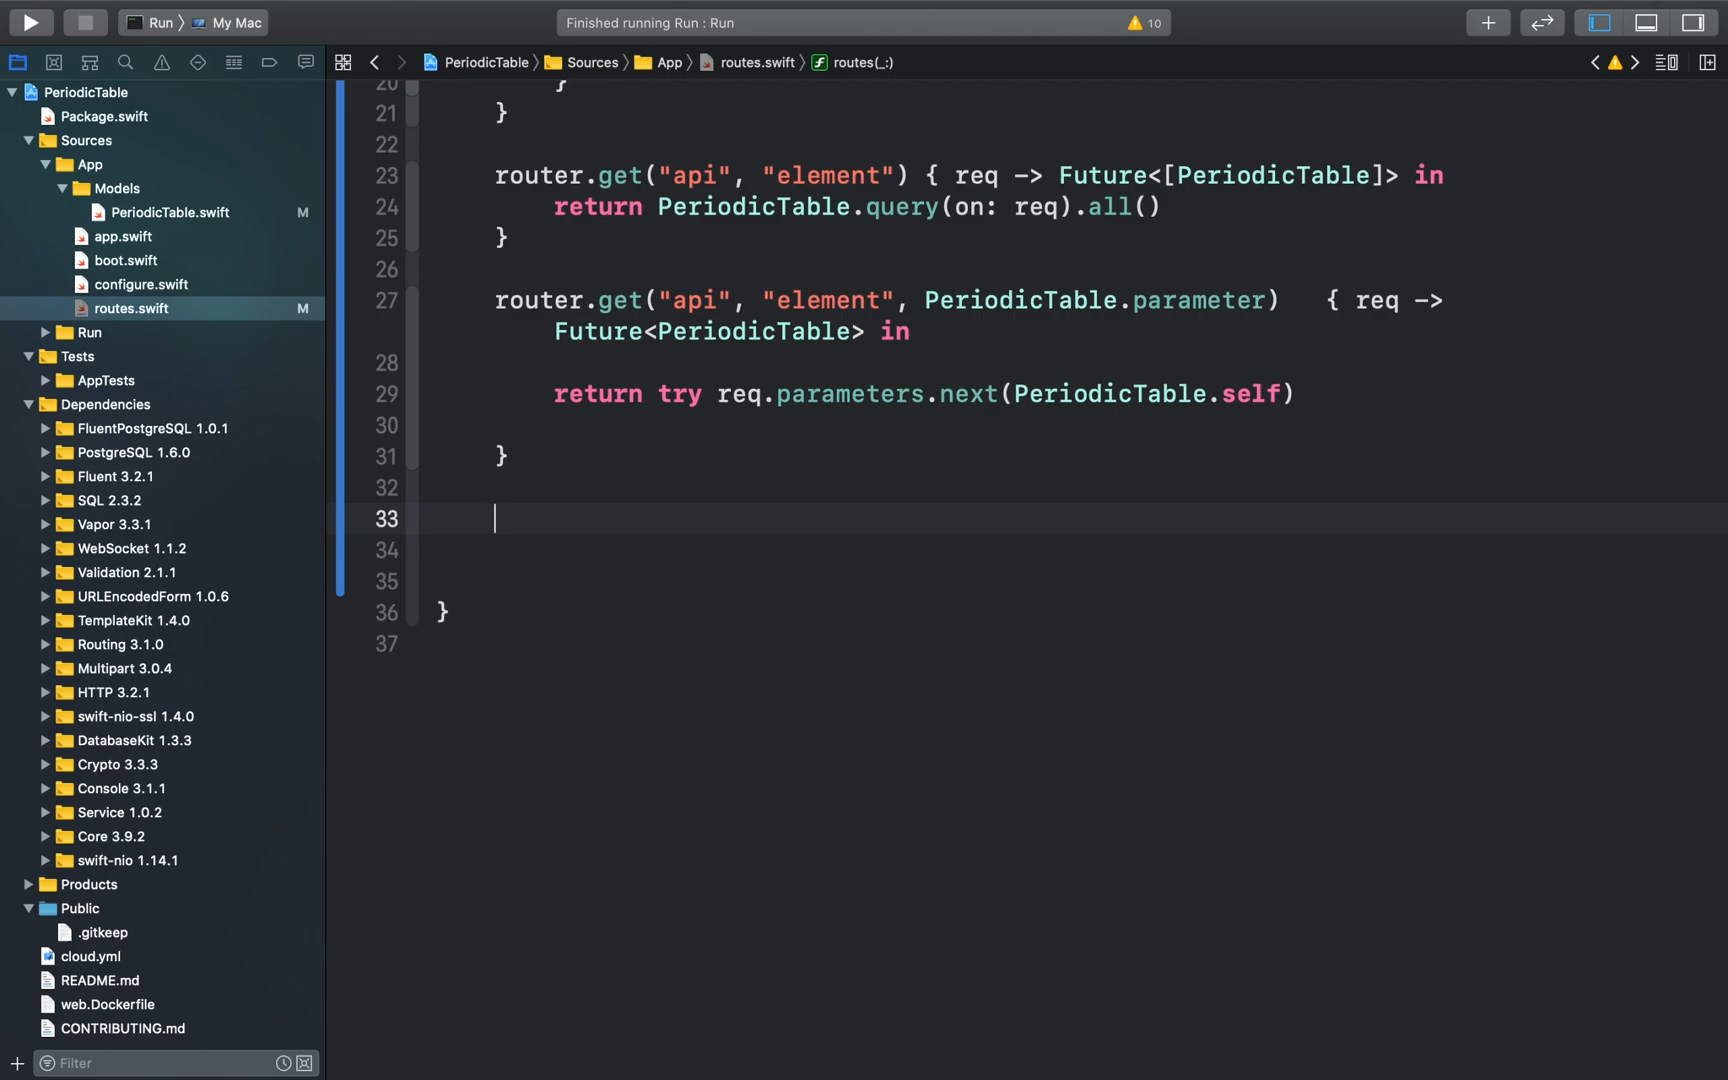 Run
My Mac
Finished running Run : Run
10
PeriodicTable
Sources
App
routes.swift
routes(_:)
PeriodicTable
Package.swift
Sources
App
Models
PeriodicTable.swift M
app.swift
boot.swift
configure.swift
routes.swift M
Run
Tests
AppTests
Dependencies
FluentPostgreSQL 1.0.1
PostgreSQL 1.6.0
Fluent 3.2.1
SQL 2.3.2
Vapor 3.3.1
WebSocket 1.1.2
Validation 2.1.1
URLEncodedForm 1.0.6
TemplateKit 1.4.0
Routing 3.1.0
Multipart 3.0.4
HTTP 3.2.1
swift-nio-ssl 1.4.0
DatabaseKit 1.3.3
Crypto 3.3.3
Console 3.1.1
Service 1.0.2
Core 3.9.2
swift-nio 1.14.1
Products
Public
.gitkeep
cloud.yml
README.md
web.Dockerfile
CONTRIBUTING.md
Filter
20 }
21 }
22
23 router.get("api", "element") { req -> Future<[PeriodicTable]> in
24 return PeriodicTable.query(on: req).all()
25 }
26
27 router.get("api", "element", PeriodicTable.parameter) { req ->
Future<PeriodicTable> in
28
29 return try req.parameters.next(PeriodicTable.self)
30
31 }
32
33
34
35
36 }
37